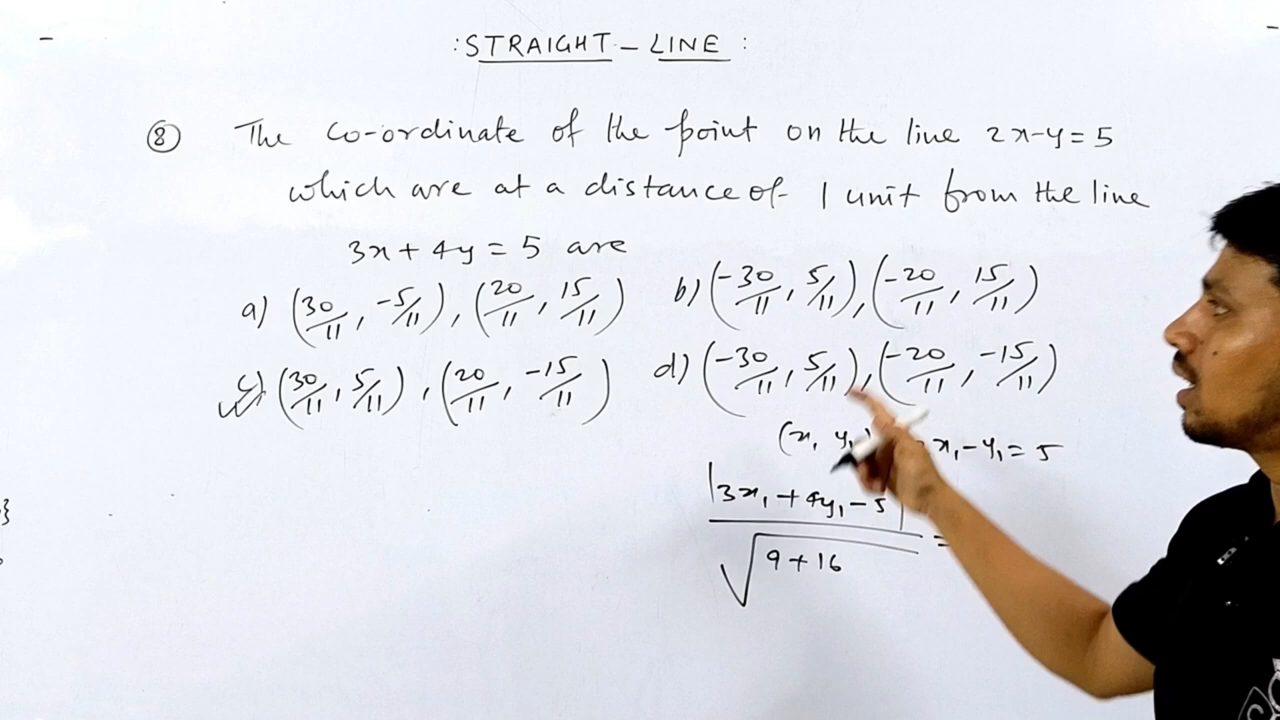 : STRAIGHT – LINE :
⑧ The co-ordinate of the point on the line 2x-y=5
which are at a distance of 1 unit from the line
3x+4y=5 are
a) (30/11, -5/11), (20/11, 15/11) b) (-30/11, 5/11), (-20/11, 15/11)
c) (30/11, 5/11), (20/11, -15/11) d) (-30/11, 5/11), (-20/11, -15/11)
(x₁ y₁) x₁-y₁=5
|3x₁+4y₁-5|
√9+16 =
}